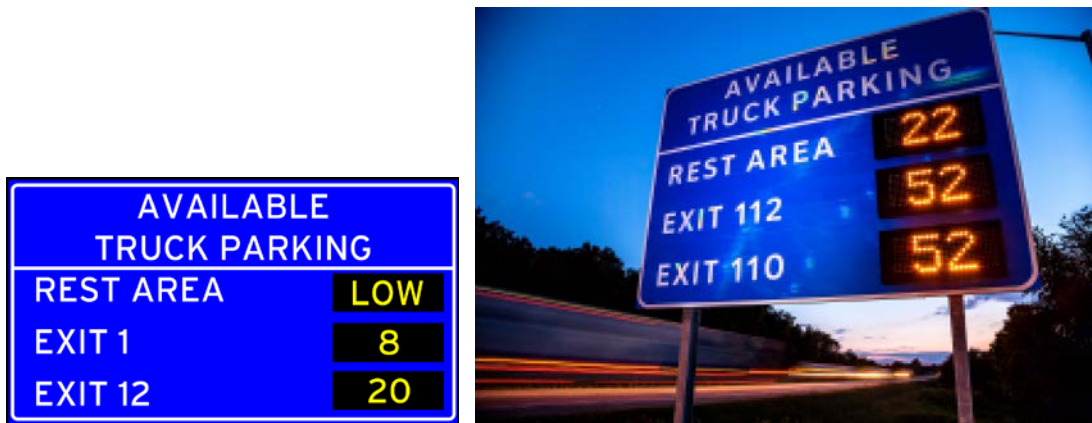 AVAILABLE
TRUCK PARKING
REST AREA LOW
EXIT 1 8
EXIT 12 20
AVAILABLE
TRUCK PARKING
REST AREA 22
EXIT 112 52
EXIT 110 52